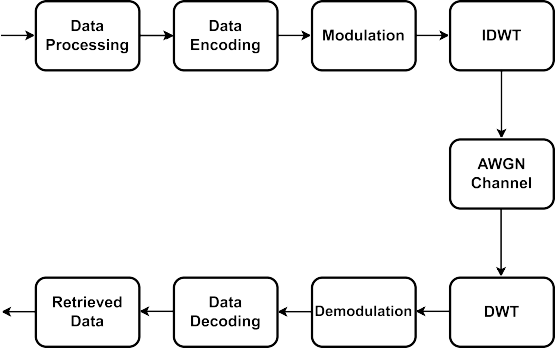 Data
Processing
Data
Encoding
Modulation
IDWT
AWGN
Channel
DWT
Demodulation
Data
Decoding
Retrieved
Data